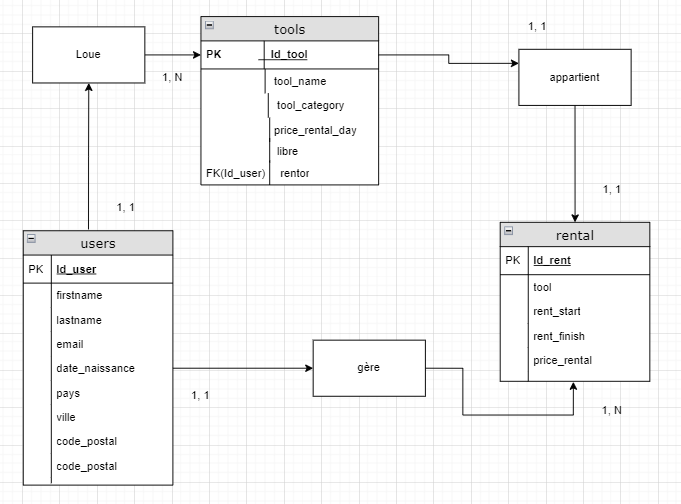 Loue
1, N
tools
PK Id_tool
tool_name
tool_category
price_rental_day
libre
FK(Id_user) rentor
1, 1
appartient
1, 1
1, 1
users
PK Id_user
firstname
lastname
email
date_naissance
pays
ville
code_postal
code_postal
1, 1
gère
rental
PK Id_rent
tool
rent_start
rent_finish
price_rental
1, N